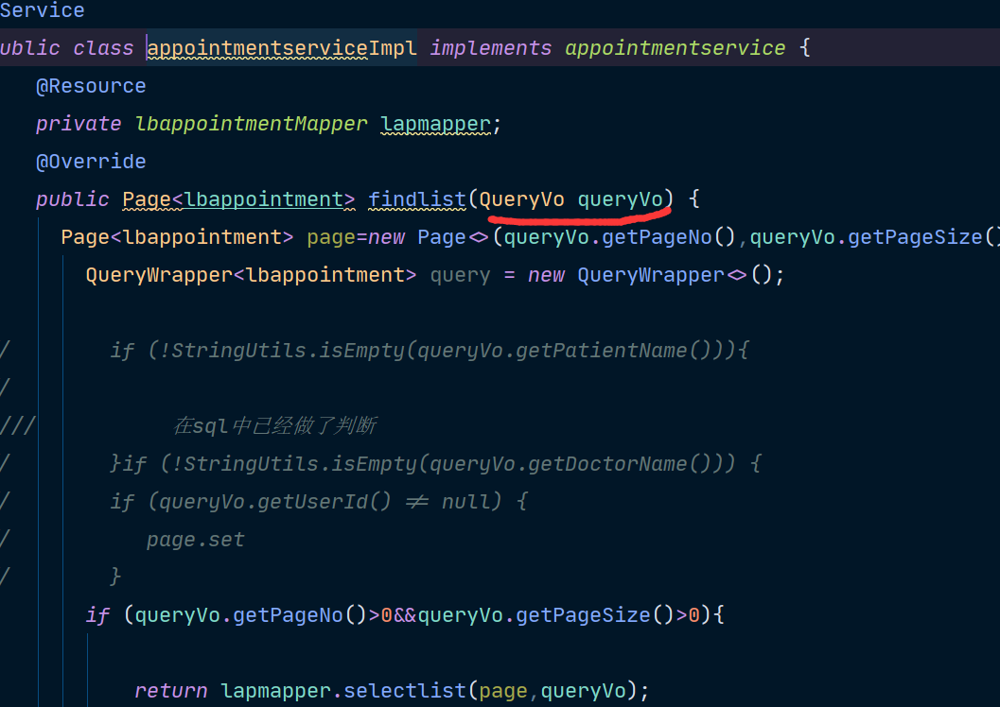 Service
ublic class appointmentserviceImpl implements appointmentservice {
@Resource
private lbappointmentMapper lapmapper;
@Override
public Page<lbappointment> findlist(QueryVo queryVo) {
Page<lbappointment> page=new Page<>(queryVo.getPageNo(),queryVo.getPageSize()
QueryWrapper<lbappointment> query = new QueryWrapper<>();
/ if (!StringUtils.isEmpty(queryVo.getPatientName())){
/
/// 在sql中已经做了判断
/ }if (!StringUtils.isEmpty(queryVo.getDoctorName())) {
/ if (queryVo.getUserId() != null) {
/ page.set
/ }
if (queryVo.getPageNo()>0&&queryVo.getPageSize()>0){
return lapmapper.selectlist(page,queryVo);